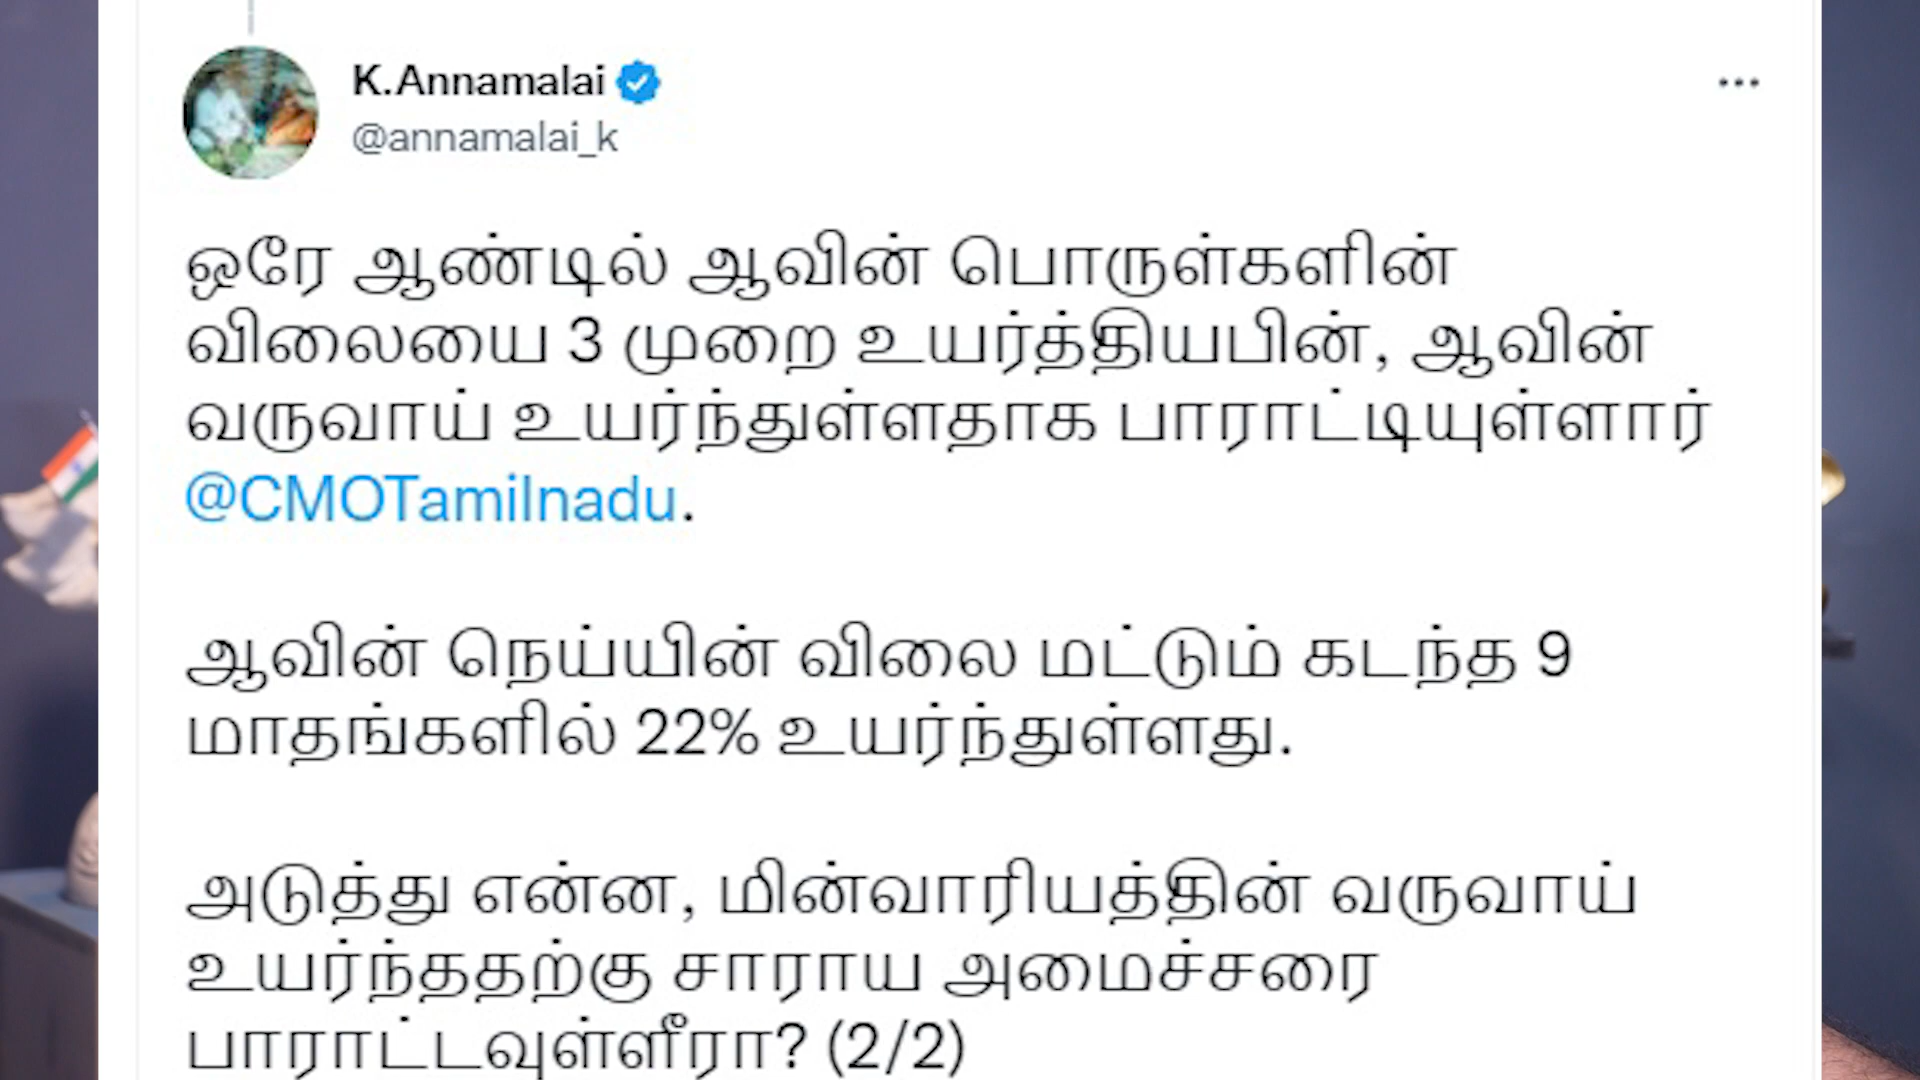 K.Annamalai
@annamalai_k
ஒரே ஆண்டில் ஆவின் பொருள்களின்
விலையை 3 முறை உயர்த்தியபின், ஆவின்
வருவாய் உயர்ந்துள்ளதாக பாராட்டியுள்ளார்
@CMOTamilnadu.
ஆவின் நெய்யின் விலை மட்டும் கடந்த 9
மாதங்களில் 22% உயர்ந்துள்ளது.
அடுத்து என்ன, மின்வாரியத்தின் வருவாய்
உயர்ந்ததற்கு சாராய அமைச்சரை
பாராட்டவுள்ளீரா? (2/2)